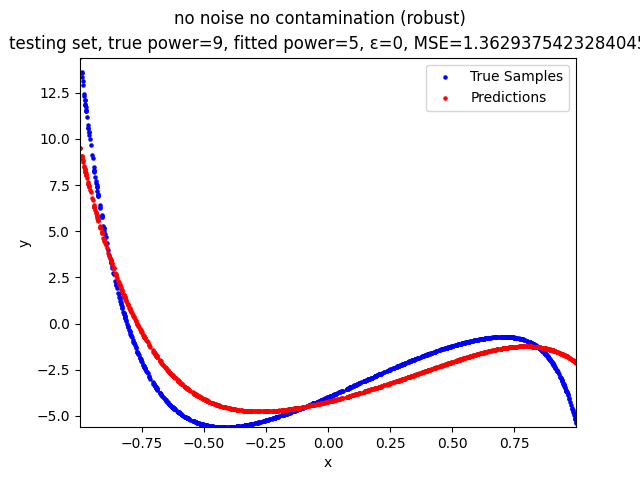 no noise no contamination (robust)
testing set, true power=9, fitted power=5, ε=0, MSE=1.3629375423284045
True Samples
Predictions
12.5
10.0
7.5
5.0
2.5
0.0
−2.5
−5.0
y
−0.75 −0.50 −0.25 0.00 0.25 0.50 0.75
x